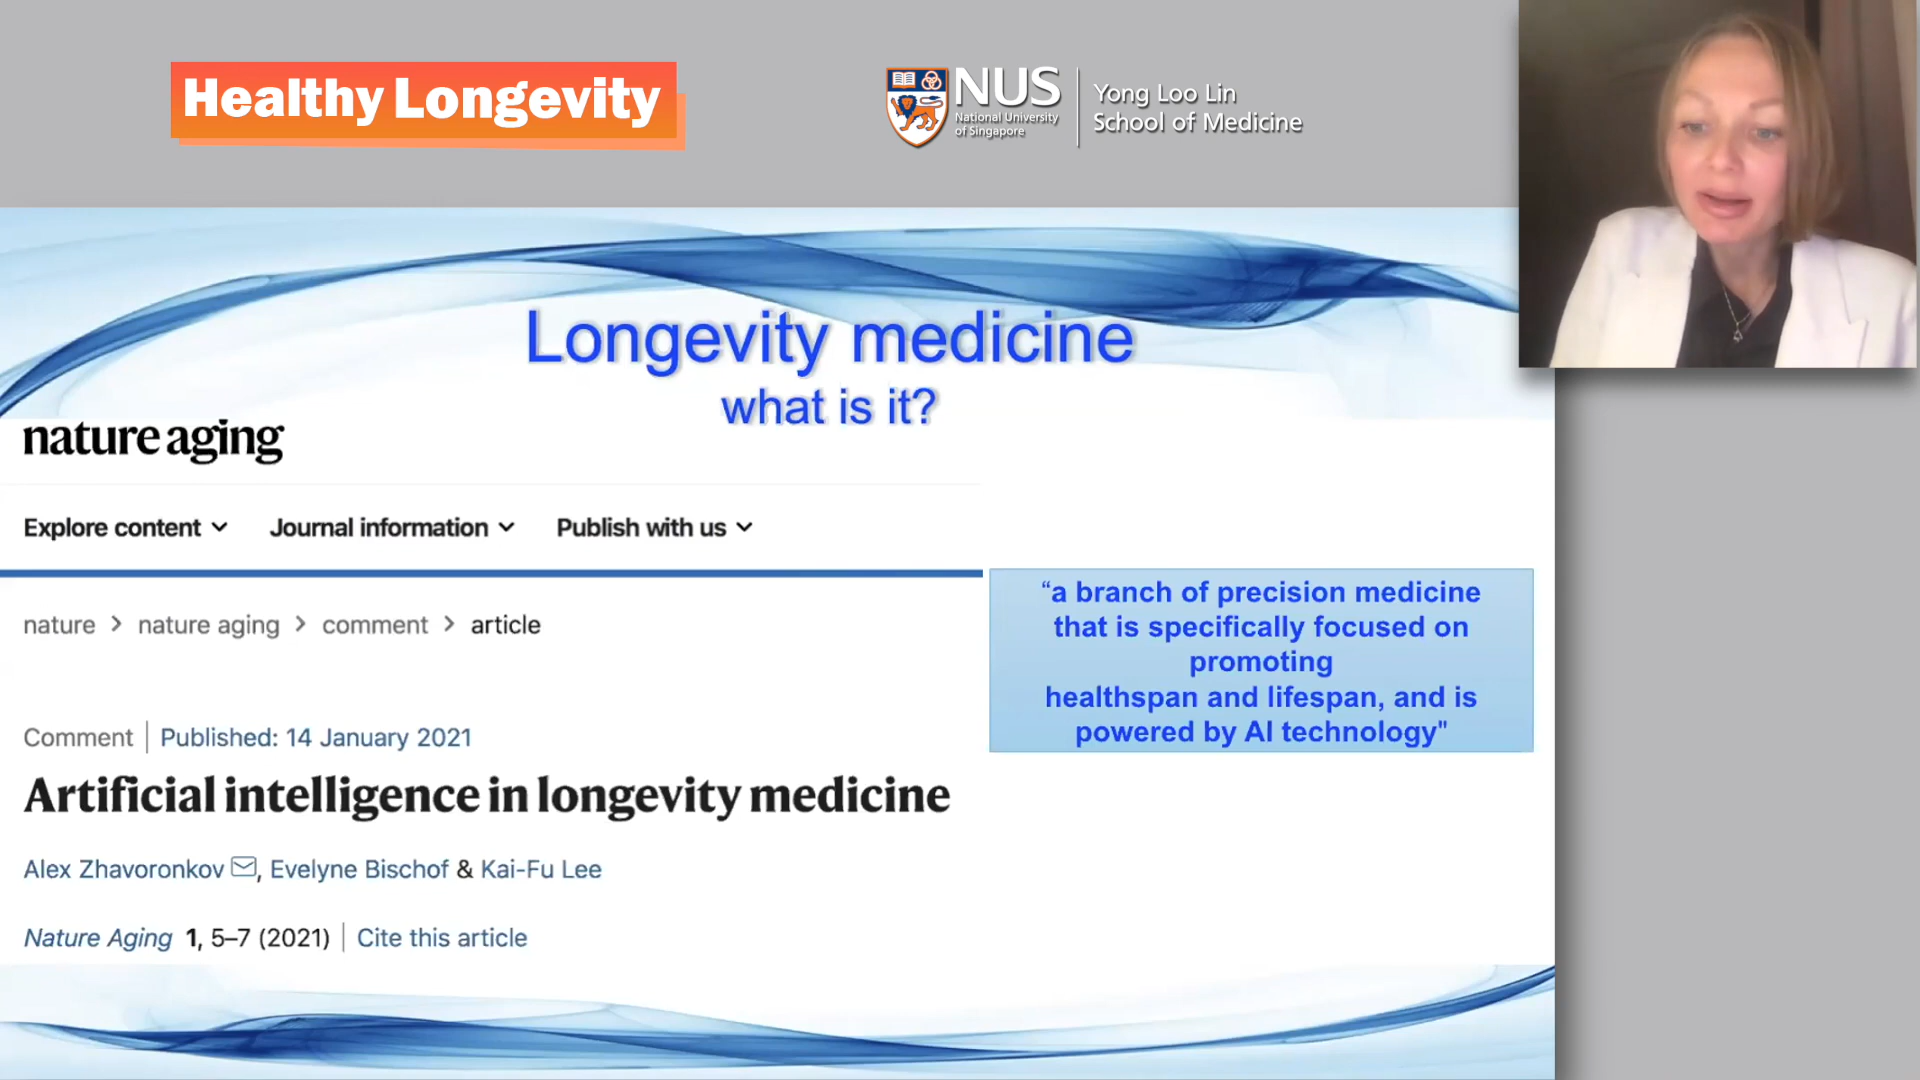 Healthy Longevity
NUS
National University
of Singapore
Yong Loo Lin
School of Medicine
Longevity medicine
what is it?
nature aging
Explore content
Journal information
Publish with us
nature > nature aging > comment > article
Comment | Published: 14 January 2021
Artificial intelligence in longevity medicine
Alex Zhavoronkov, Evelyne Bischof & Kai-Fu Lee
Nature Aging 1, 5–7 (2021) | Cite this article
“a branch of precision medicine
that is specifically focused on
promoting
healthspan and lifespan, and is
powered by AI technology"